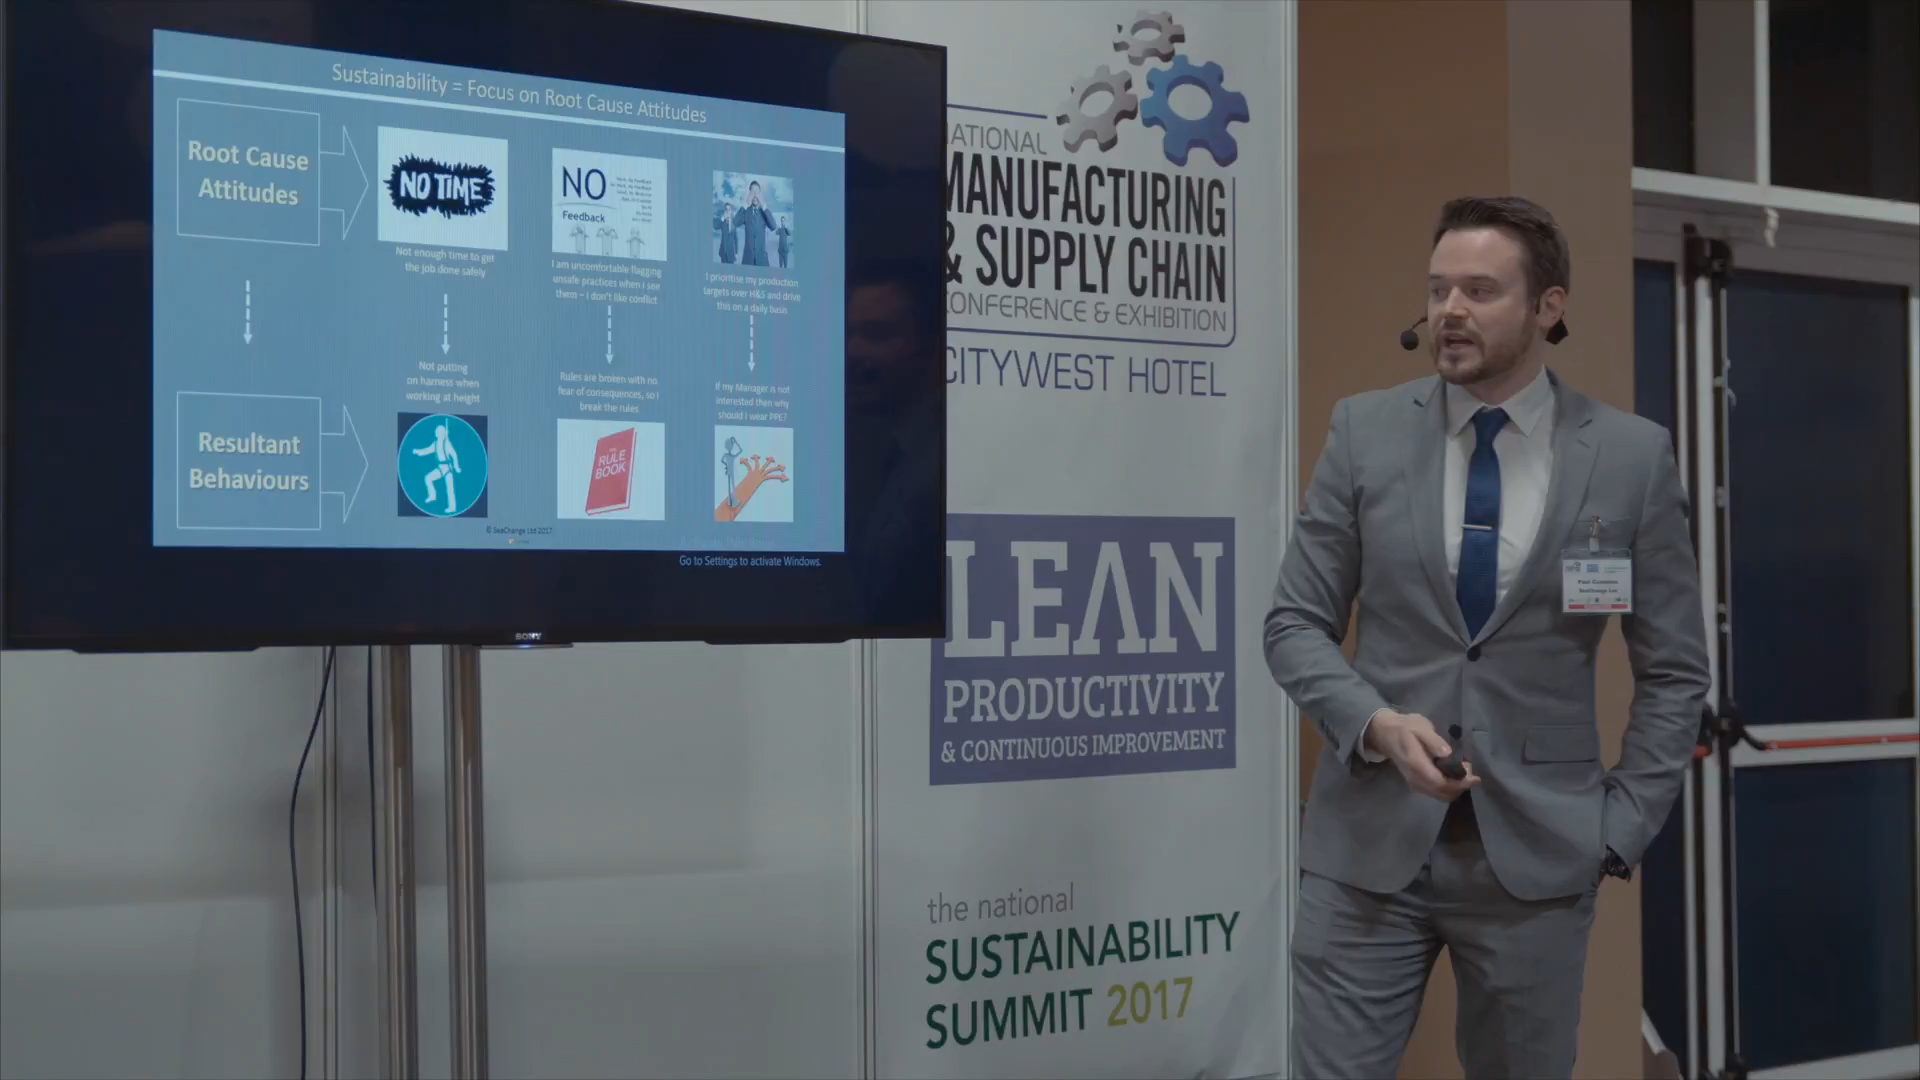 Sustainability = Focus on Root Cause Attitudes
Root Cause
Attitudes
NO TIME
Not enough time to get
the job done safely
NO
Feedback
I am uncomfortable flagging
unsafe practices when I see
them – I don't like conflict
I prioritise my production
targets over H&S and drive
this on a daily basis
Not putting
on harness when
working at height
Rules are broken with no
fear of consequences, so I
break the rules
If my Manager is not
interested then why
should I wear PPE?
Resultant
Behaviours
RULE
BOOK
© SeaChange Ltd 2017
Go to Settings to activate Windows.
SONY
NATIONAL
MANUFACTURING
& SUPPLY CHAIN
CONFERENCE & EXHIBITION
CITYWEST HOTEL
LEAN
PRODUCTIVITY
& CONTINUOUS IMPROVEMENT
the national
SUSTAINABILITY
SUMMIT 2017
SeaChange Ltd